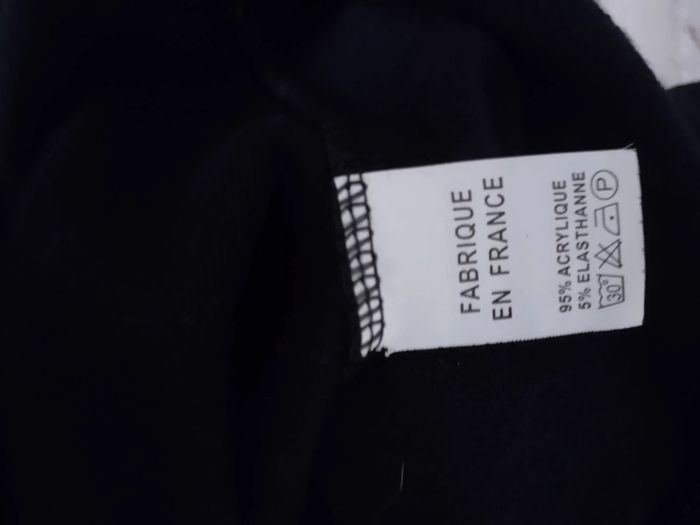 FABRIQUE
EN FRANCE
95% ACRYLIQUE
5% ELASTHANNE
30° P